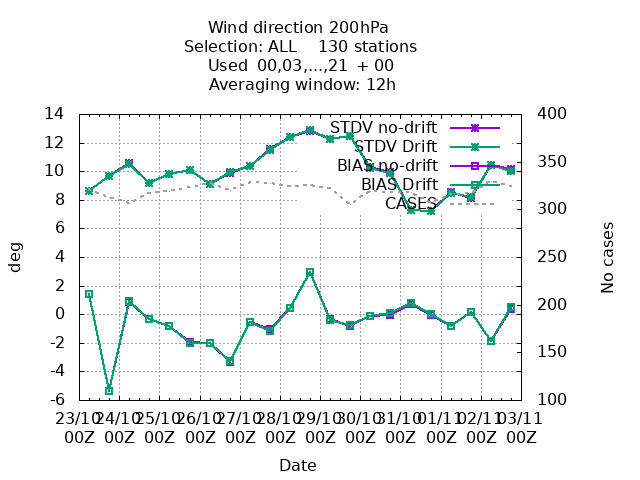 Wind direction 200hPa
Selection: ALL    130 stations
Used  00,03,...,21  + 00
Averaging window: 12h
14 400
12 350
10 300
8 250
6 200
4 150
2 100
0
-2
-4
-6
deg
No cases
STDV no-drift
STDV Drift
BIAS no-drift
BIAS Drift
CASES
23/10 24/10 25/10 26/10 27/10 28/10 29/10 30/10 31/10 01/11 02/11 03/11
00Z 00Z 00Z 00Z 00Z 00Z 00Z 00Z 00Z 00Z 00Z 00Z
Date